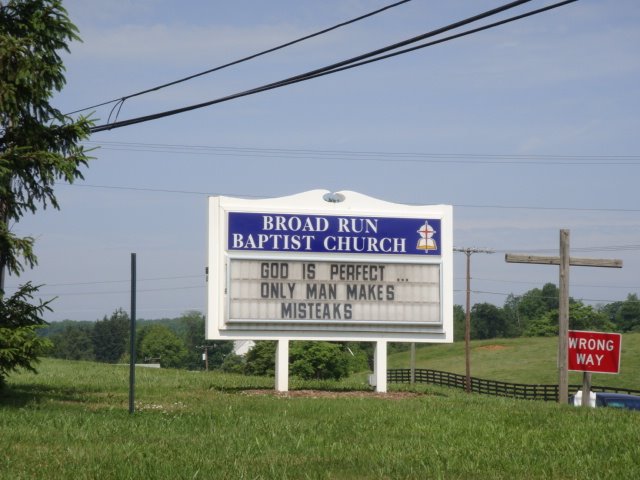 BROAD RUN
BAPTIST CHURCH
GOD IS PERFECT ...
ONLY MAN MAKES
MISTEAKS
WRONG
WAY